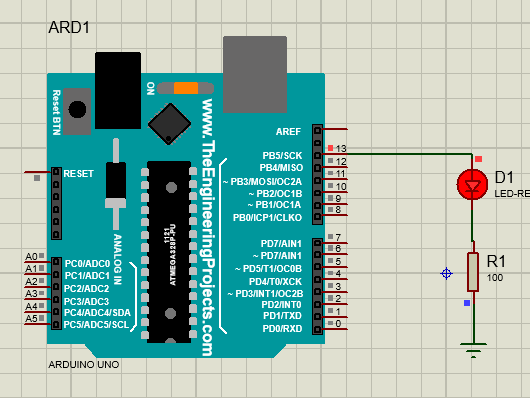 ARD1
Reset BTN
ON
www.TheEngineeringProjects.com
RESET
ANALOG IN
1121
ATMEGA328P-PU
AREF
PB5/SCK 13
PB4/MISO 12
~ PB3/MOSI/OC2A 11
~ PB2/OC1B 10
~ PB1/OC1A 9
PB0/ICP1/CLKO 8
PD7/AIN1 7
~ PD7/AIN1 6
~ PD5/T1/OC0B 5
PD4/T0/XCK 4
~ PD3/INT1/OC2B 3
PD2/INT0 2
PD1/TXD 1
PD0/RXD 0
A0 PC0/ADC0
A1 PC1/ADC1
A2 PC2/ADC2
A3 PC3/ADC3
A4 PC4/ADC4/SDA
A5 PC5/ADC5/SCL
D1
LED-RE
R1
100
ARDUINO UNO